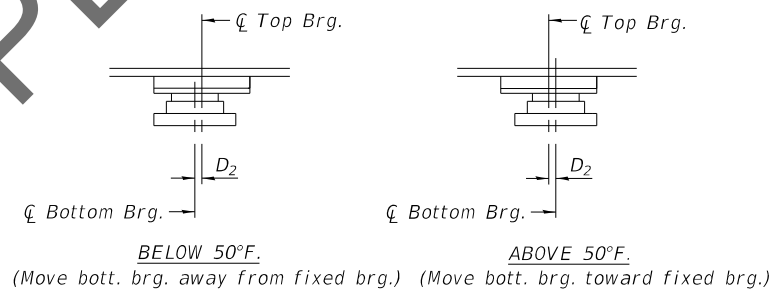 ℄ Top Brg.
℄ Top Brg.
D₂
D₂
℄ Bottom Brg.
℄ Bottom Brg.
BELOW 50°F.
(Move bott. brg. away from fixed brg.)
ABOVE 50°F.
(Move bott. brg. toward fixed brg.)